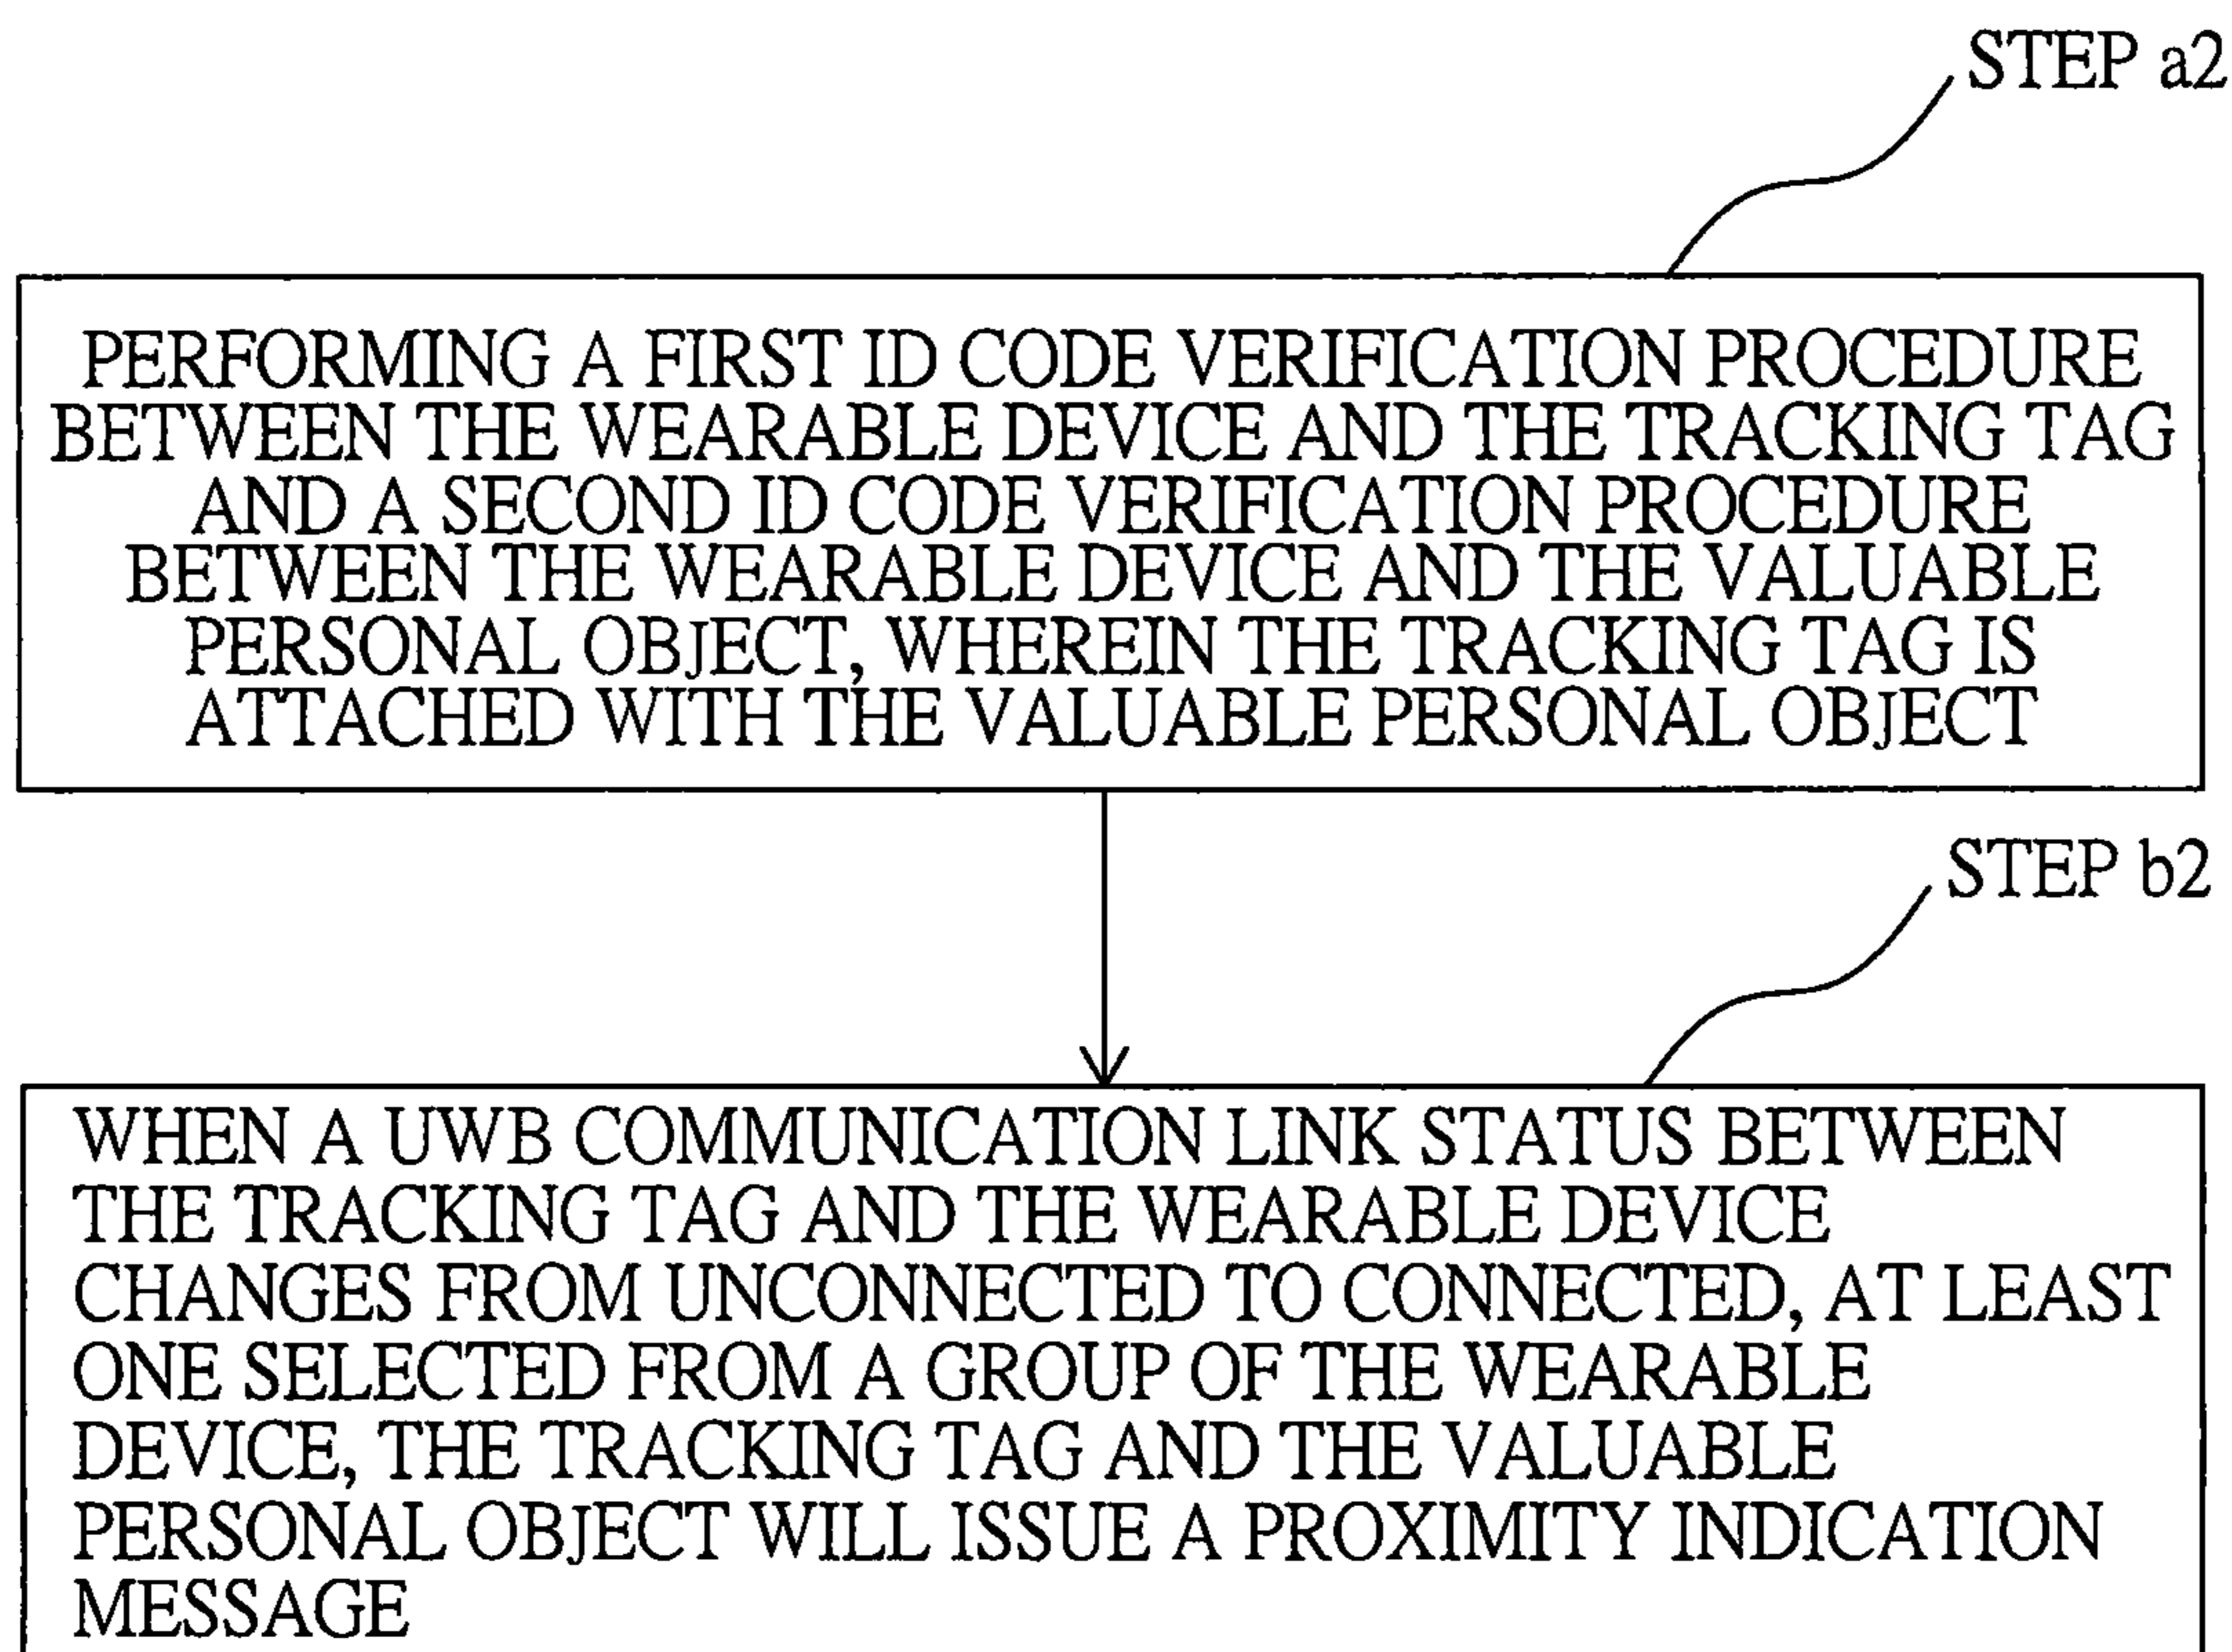 STEP a2
PERFORMING A FIRST ID CODE VERIFICATION PROCEDURE
BETWEEN THE WEARABLE DEVICE AND THE TRACKING TAG
AND A SECOND ID CODE VERIFICATION PROCEDURE
BETWEEN THE WEARABLE DEVICE AND THE VALUABLE
PERSONAL OBJECT, WHEREIN THE TRACKING TAG IS
ATTACHED WITH THE VALUABLE PERSONAL OBJECT
STEP b2
WHEN A UWB COMMUNICATION LINK STATUS BETWEEN
THE TRACKING TAG AND THE WEARABLE DEVICE
CHANGES FROM UNCONNECTED TO CONNECTED, AT LEAST
ONE SELECTED FROM A GROUP OF THE WEARABLE
DEVICE, THE TRACKING TAG AND THE VALUABLE
PERSONAL OBJECT WILL ISSUE A PROXIMITY INDICATION
MESSAGE